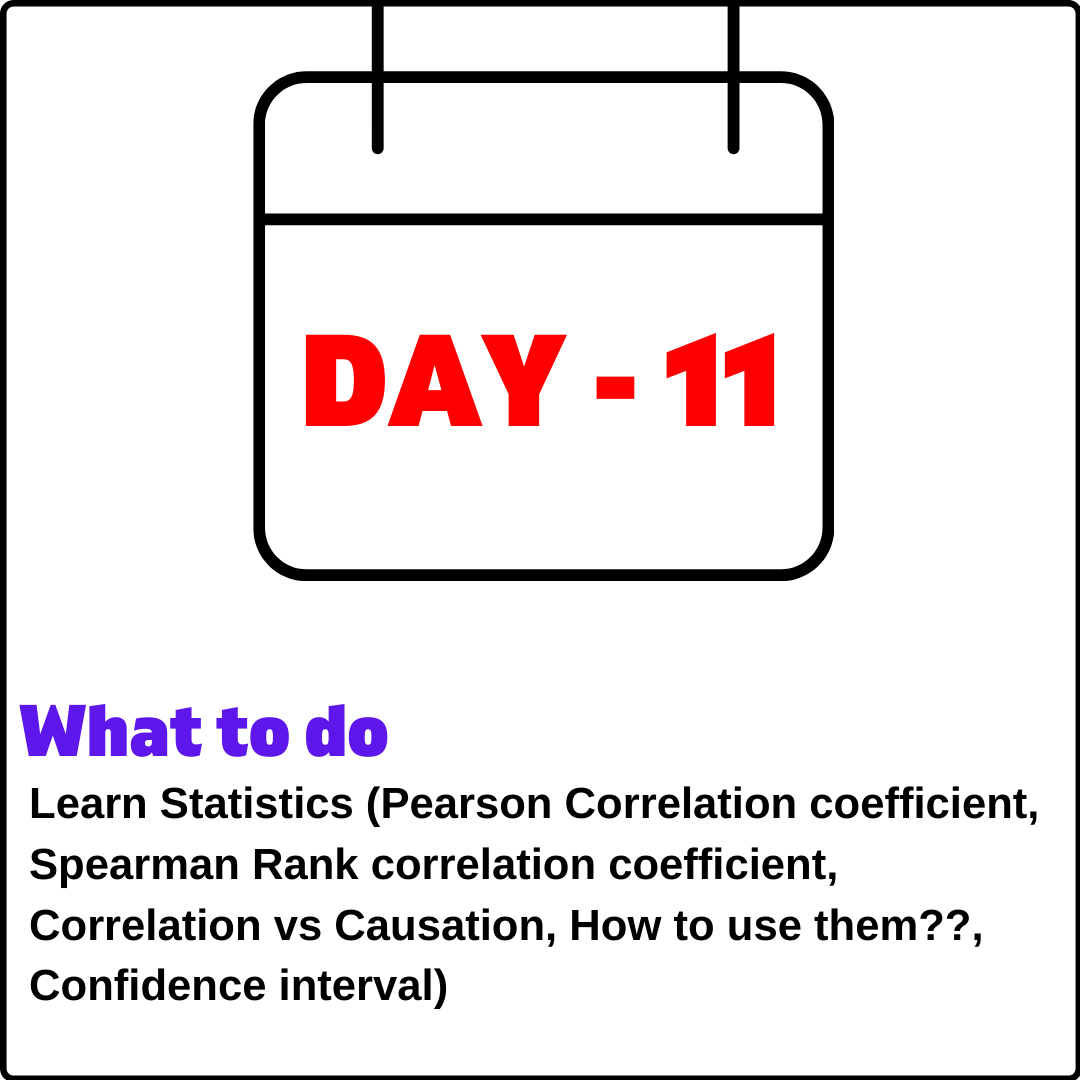 DAY - 11
What to do
Learn Statistics (Pearson Correlation coefficient,
Spearman Rank correlation coefficient,
Correlation vs Causation, How to use them??,
Confidence interval)